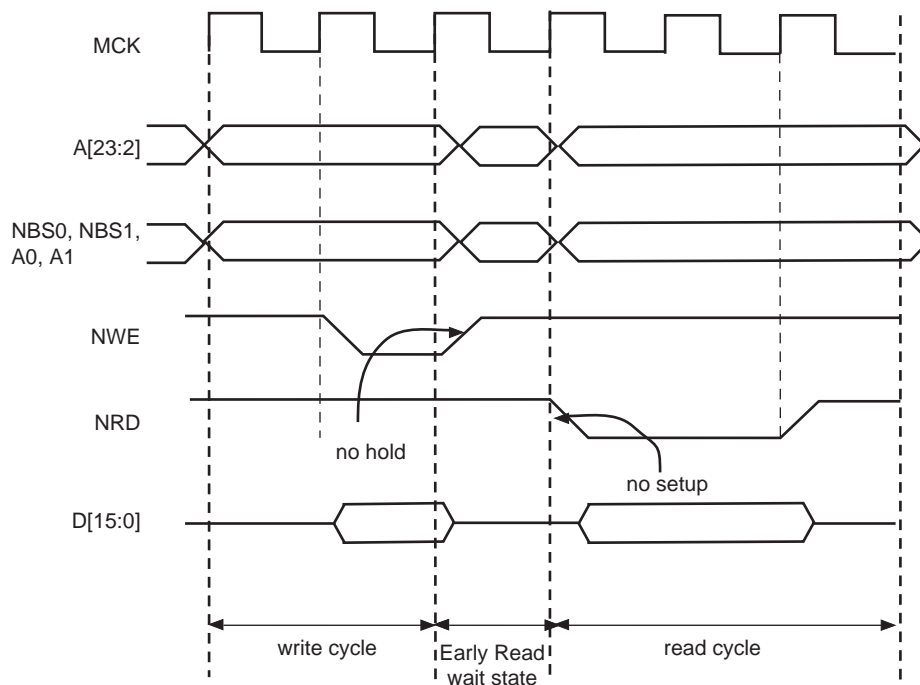 MCK
A[23:2]
NBS0, NBS1,
A0, A1
NWE
NRD
no hold
no setup
D[15:0]
write cycle
Early Read
wait state
read cycle